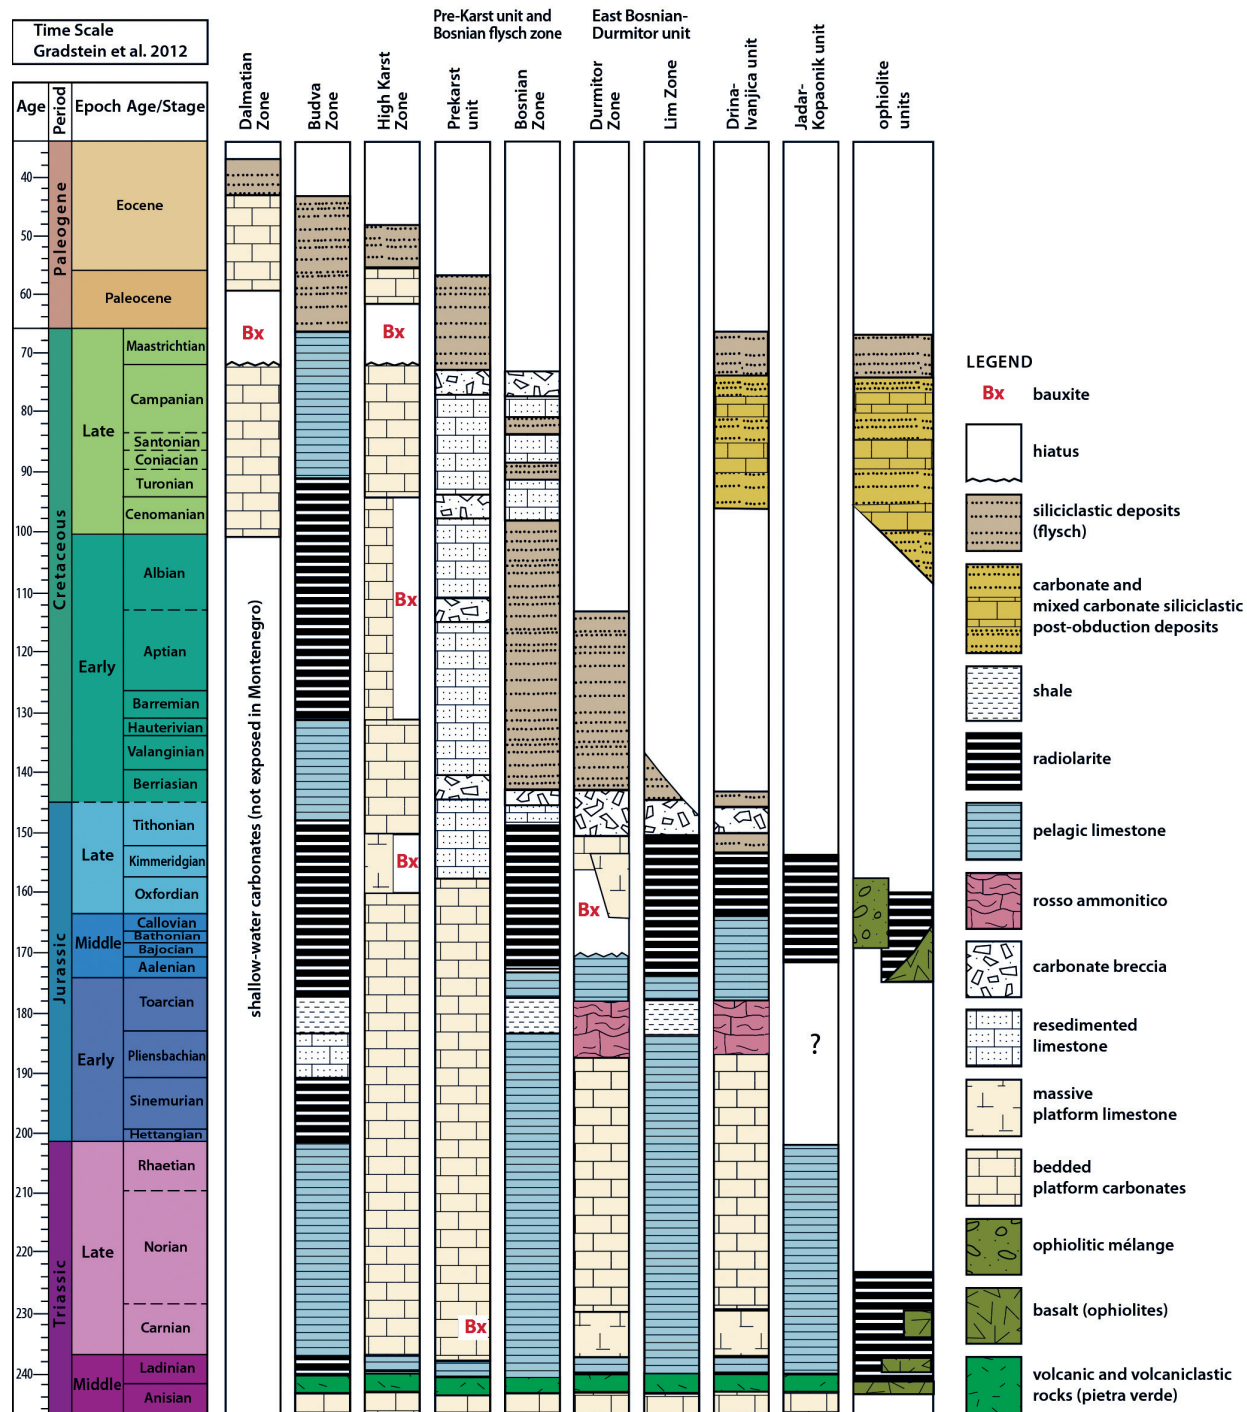 Time Scale
Gradstein et al. 2012
Pre-Karst unit and
Bosnian flysch zone
East Bosnian-
Durmitor unit
Age
Period
Epoch
Age/Stage
Dalmatian
Zone
Budva
Zone
High Karst
Zone
Prekarst
unit
Bosnian
Zone
Durmitor
Zone
Lim Zone
Drina-
Ivanjica unit
Jadar-
Kopaonik unit
ophiolite
units
40
50
60
70
80
90
100
110
120
130
140
150
160
170
180
190
200
210
220
230
240
Paleogene
Cretaceous
Jurassic
Triassic
Eocene
Paleocene
Late
Early
Late
Middle
Early
Late
Middle
Maastrichtian
Campanian
Santonian
Coniacian
Turonian
Cenomanian
Albian
Aptian
Barremian
Hauterivian
Valanginian
Berriasian
Tithonian
Kimmeridgian
Oxfordian
Callovian
Bathonian
Bajocian
Aalenian
Toarcian
Pliensbachian
Sinemurian
Hettangian
Rhaetian
Norian
Carnian
Ladinian
Anisian
Bx
shallow-water carbonates (not exposed in Montenegro)
Bx
Bx
Bx
Bx
Bx
?
LEGEND
Bx bauxite
hiatus
siliciclastic deposits
(flysch)
carbonate and
mixed carbonate siliciclastic
post-obduction deposits
shale
radiolarite
pelagic limestone
rosso ammonitico
carbonate breccia
resedimented
limestone
massive
platform limestone
bedded
platform carbonates
ophiolitic mélange
basalt (ophiolites)
volcanic and volcaniclastic
rocks (pietra verde)